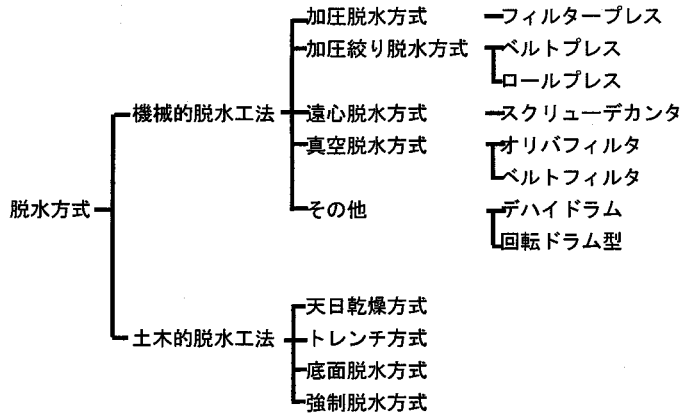 加圧脱水方式 フィルタープレス
加圧絞り脱水方式 ベルトプレス
ロールプレス
機械的脱水工法 遠心脱水方式 スクリューデカンタ
真空脱水方式 オリバフィルタ
ベルトフィルタ
脱水方式 その他 デハイドラム
回転ドラム型
天日乾燥方式
土木的脱水工法 トレンチ方式
底面脱水方式
強制脱水方式